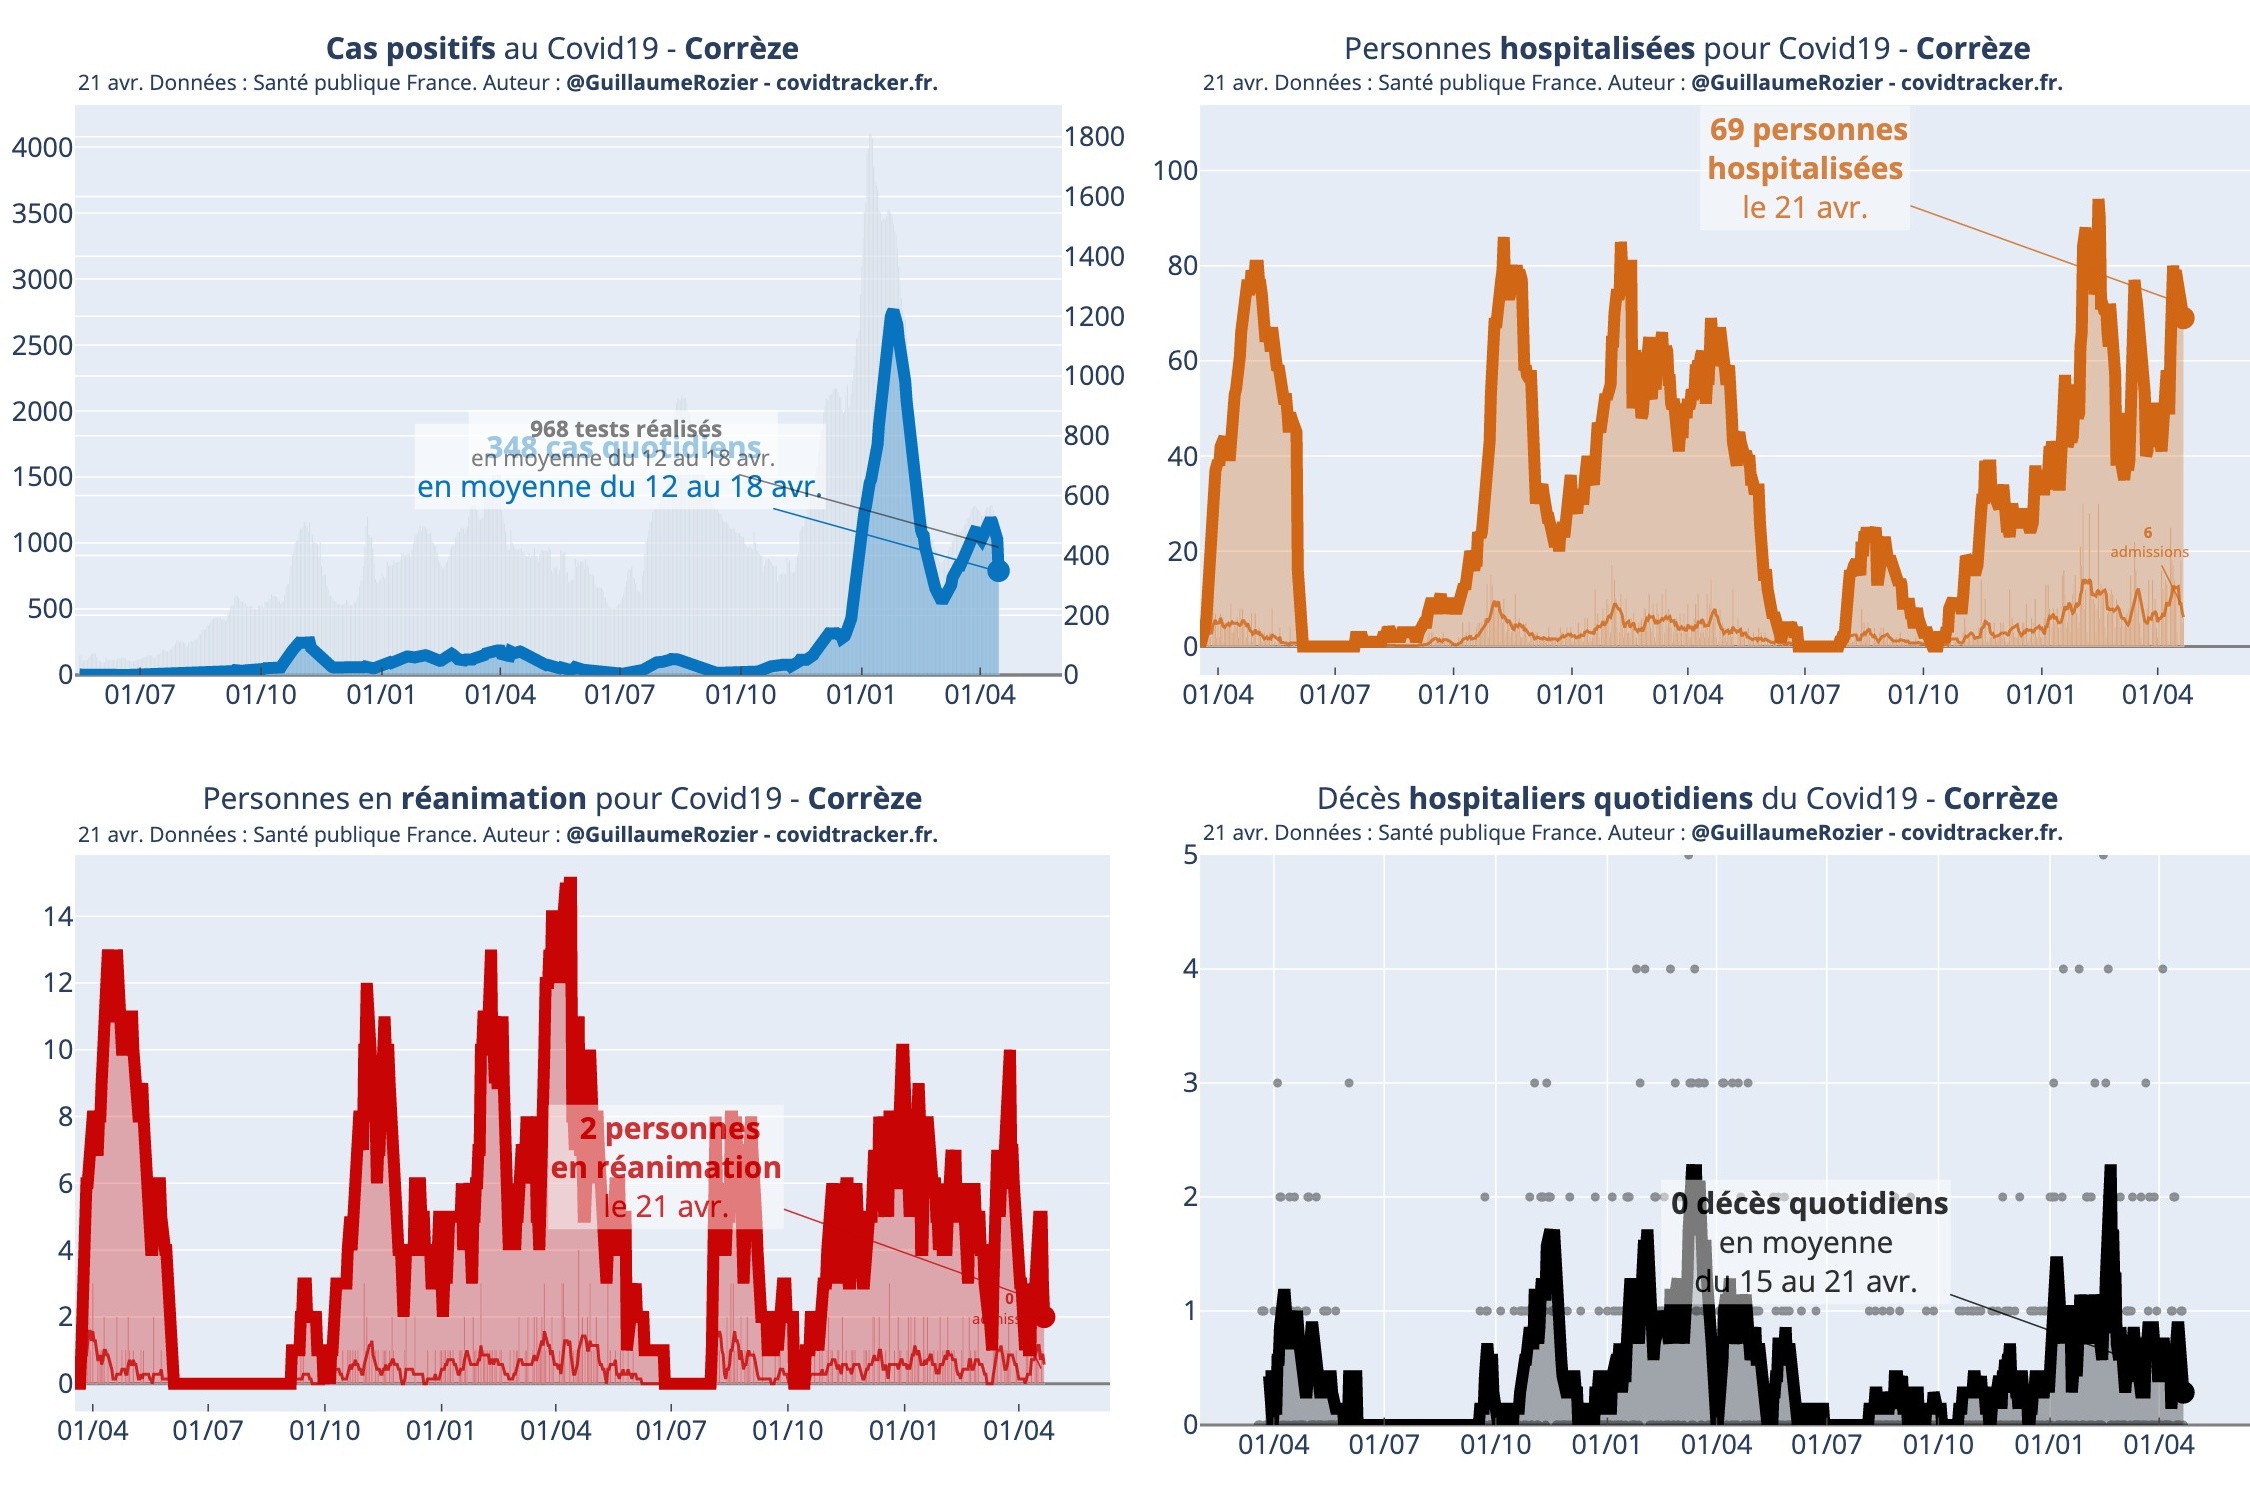 Cas positifs au Covid19 - Corrèze
21 avr. Données : Santé publique France. Auteur : @GuillaumeRozier - covidtracker.fr.
4000
3500
3000
2500
2000
1500
1000
500
0
1800
1600
1400
1200
1000
800
600
400
200
0
968 tests réalisés
en moyenne du 12 au 18 avr.
348 cas quotidiens
en moyenne du 12 au 18 avr.
01/07 01/10 01/01 01/04 01/07 01/10 01/01 01/04
Personnes hospitalisées pour Covid19 - Corrèze
21 avr. Données : Santé publique France. Auteur : @GuillaumeRozier - covidtracker.fr.
69 personnes
hospitalisées
le 21 avr.
100
80
60
40
20
0
6
admissions
01/04 01/07 01/10 01/01 01/04 01/07 01/10 01/01 01/04
Personnes en réanimation pour Covid19 - Corrèze
21 avr. Données : Santé publique France. Auteur : @GuillaumeRozier - covidtracker.fr.
14
12
10
8
6
4
2
0
2 personnes
en réanimation
le 21 avr.
0
01/04 01/07 01/10 01/01 01/04 01/07 01/10 01/01 01/04
Décès hospitaliers quotidiens du Covid19 - Corrèze
21 avr. Données : Santé publique France. Auteur : @GuillaumeRozier - covidtracker.fr.
5
4
3
2
1
0
0 décès quotidiens
en moyenne
du 15 au 21 avr.
01/04 01/07 01/10 01/01 01/04 01/07 01/10 01/01 01/04